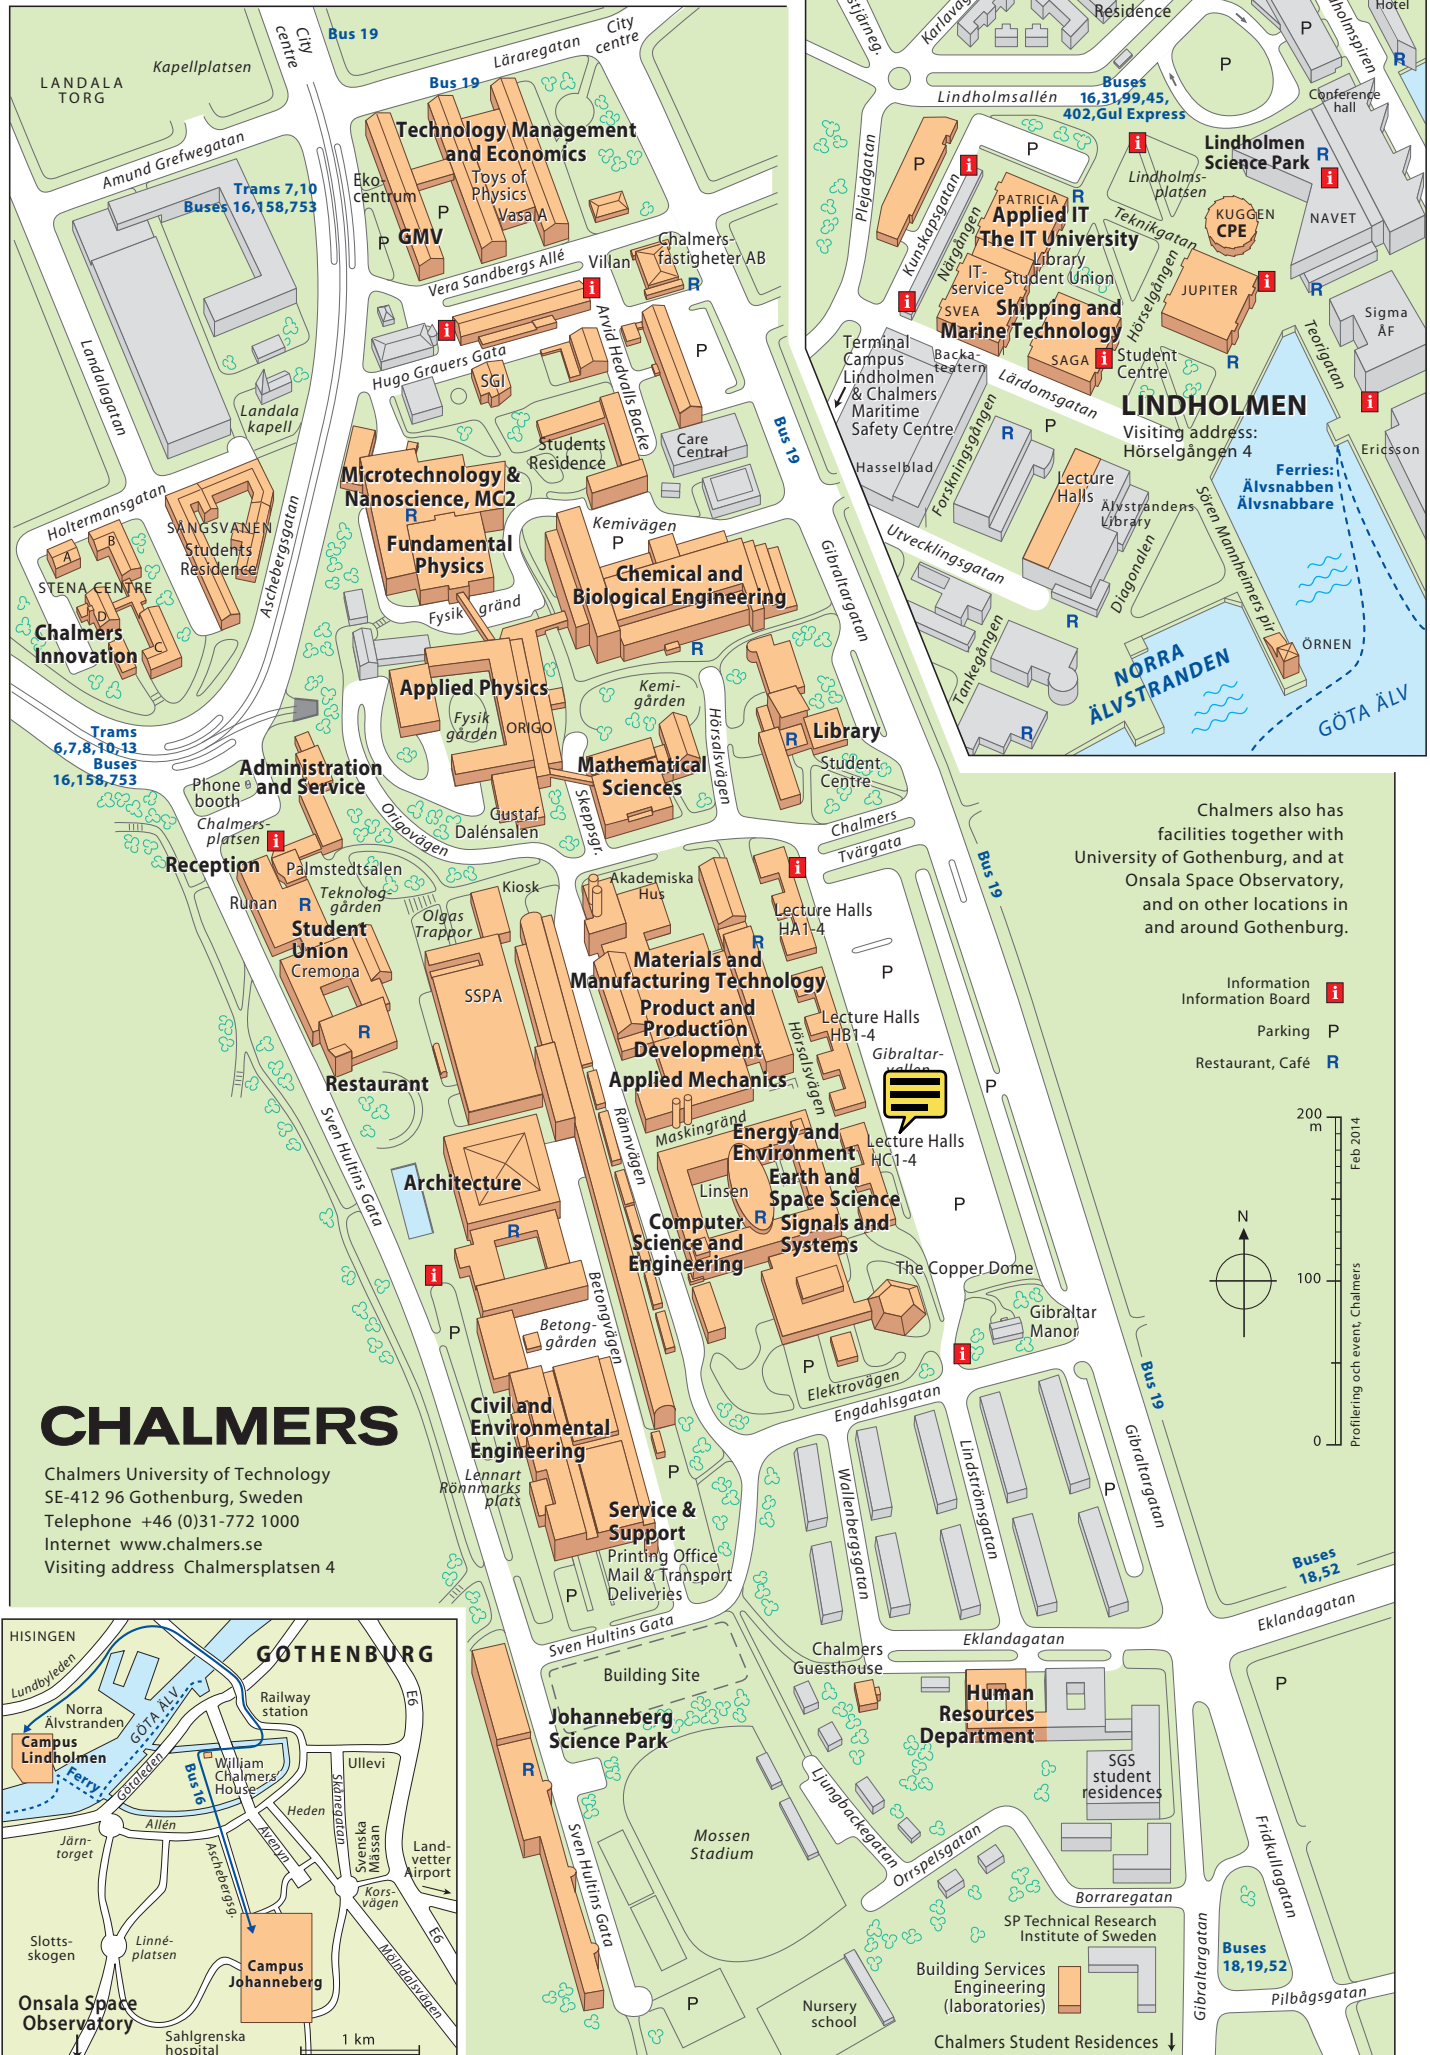 City
centre
Bus 19
City
centre
Läraregatan
Kapellplatsen
LANDALA
TORG
Bus 19
Amund Grefwegatan
Technology Management
and Economics
Toys of
Physics
Vasa A
Eko-
centrum
P
P
GMV
Trams 7,10
Buses 16,158,753
Vera Sandbergs Allé
Villan
Chalmers-
fastigheter AB
R
i
i
Hugo Grauers Gata
Arvid Hedvalls Backe
P
SGI
Landalagatan
Landala
kapell
Students
Residence
Care
Central
Bus 19
Microtechnology &
Nanoscience, MC2
R
Holtermansgatan
SÄNGSVANEN
Students
Residence
Aschebergsgatan
Kemivägen
P
Fundamental
Physics
Chemical and
Biological Engineering
Gibraltargatan
A
B
STENA CENTRE
D
C
Chalmers
Innovation
Fysik gränd
R
Applied Physics
Fysik
gården
ORIGO
Kemi-
gården
Hörsalsvägen
R
Library
Student
Centre
Trams
6,7,8,10,13
Buses
16,158,753
Administration
and Service
Phone
booth
Chalmers-
platsen
i
Mathematical
Sciences
Gustaf
Dalénsalen
Skeppsgr.
Origovägen
Chalmers
Tvärgata
Reception
Palmstedtsalen
Runan
R
Teknolog-
gården
Olgas
Trappor
Kiosk
Akademiska
Hus
i
Lecture Halls
HA1-4
Bus 19
Student
Union
Cremona
R
SSPA
R
Materials and
Manufacturing Technology
Product and
Production
Development
P
Lecture Halls
HB1-4
Gibraltar-
vallen
Hörsalsvägen
Restaurant
Applied Mechanics
P
Maskingränd
Rännvägen
Energy and
Environment
Lecture Halls
HC1-4
Sven Hultins Gata
Architecture
Linsen
R
Earth and
Space Science
P
Computer
Science and
Engineering
Signals and
Systems
R
i
The Copper Dome
Gibraltar
Manor
P
Betong-
gården
Betongvägen
P
Elektrovägen
i
Engdahlsgatan
Bus 19
Civil and
Environmental
Engineering
Lennart
Rönnmarks
plats
P
Service &
Support
Printing Office
Mail & Transport
Deliveries
P
Wallenbergsgatan
Lindströmsgatan
P
Gibraltargatan
Buses
18,52
Eklandagatan
CHALMERS
Chalmers University of Technology
SE-412 96 Gothenburg, Sweden
Telephone +46 (0)31-772 1000
Internet www.chalmers.se
Visiting address Chalmersplatsen 4
Sven Hultins Gata
Building Site
Eklandagatan
Chalmers
Guesthouse
Human
Resources
Department
P
Johanneberg
Science Park
R
SGS
student
residences
Mossen
Stadium
Ljungbackegatan
Orrspelsgatan
Borraregatan
Fridkullagatan
Sven Hultins Gata
SP Technical Research
Institute of Sweden
Building Services
Engineering
(laboratories)
Buses
18,19,52
Gibraltargatan
Pilbågsgatan
P
Nursery
school
Chalmers Student Residences
stjärneg.
Karlavag
Residence
P
Hotel
dholmspiren
R
P
Lindholmsallén
Buses
16,31,99,45,
402,Gul Express
Conference
hall
Plejadgatan
P
i
P
i
Lindholmen
Science Park
R
i
Lindholms-
platsen
Kunskapsgatan
PATRICIA
R
Applied IT
The IT University
Library
Student Union
Teknikgatan
KUGGEN
CPE
NAVET
Närgången
IT-
service
SVEA
Hörselgången
JUPITER
i
R
i
Shipping and
Marine Technology
Sigma
ÅF
Terminal
Campus
Lindholmen
& Chalmers
Maritime
Safety Centre
Backa-
teatern
SAGA
i
Student
Centre
R
Teorigatan
i
Lärdomsgatan
LINDHOLMEN
Visiting address:
Hörselgången 4
R
P
Forskningsgången
Hasselblad
Ericsson
Ferries:
Älvsnabben
Älvsnabbare
Lecture
Halls
Älvstrandens
Library
Utvecklingsgatan
Diagonalen
Sören Mannheimers pir
R
Tankegången
ÖRNEN
NORRA
ÄLVSTRANDEN
R
GÖTA ÄLV
Chalmers also has
facilities together with
University of Gothenburg, and at
Onsala Space Observatory,
and on other locations in
and around Gothenburg.
Information
Information Board
i
Parking P
Restaurant, Café R
200
m
100
0
N
Feb 2014
Profilering och event, Chalmers
HISINGEN
GOTHENBURG
Lundbyleden
Norra
Älvstranden
GÖTA ÄLV
Railway
station
E6
Campus
Lindholmen
Ferry
Götaleden
Bus 16
William
Chalmers
House
Ullevi
Skånegatan
Heden
Allén
Järn-
torget
Avenyn
Svenska
Mässan
Land-
vetter
Airport
Aschebergsg.
Kors-
vägen
E6
Slotts-
skogen
Linné-
platsen
Campus
Johanneberg
Mölndalsvägen
Onsala Space
Observatory
Sahlgrenska
hospital
1 km